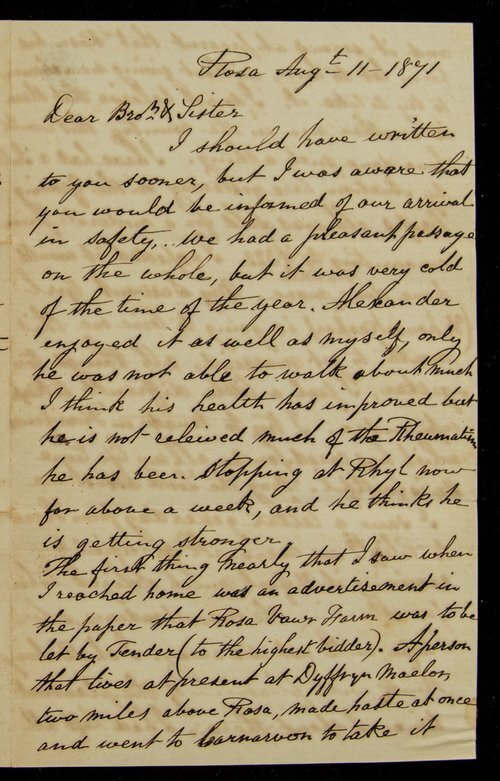 Rosa Augt 11 - 1871
Dear Bror & Sister
I should have written
to you sooner, but I was aware that
you would be informed of our arrival
in safety,.. we had a pleasant passage
on the whole, but it was very cold
of the time of the year. Alexander
enjoyed it as well as myself, only
he was not able to walk about much
I think his health has improved but
he is not releived much of the Rheumatism
he has been. Stopping at Rhyl now
for above a week, and he thinks he
is getting stronger.
The first thing nearly that I saw when
I reached home was an advertisement in
the paper that Rosa Vawr Farm was to be
let by Tender (to the highest bidder). A person
that lives at present at Dyffryn Maelor,
two miles above Rosa, made haste at once
and went to Carnarvon to take it